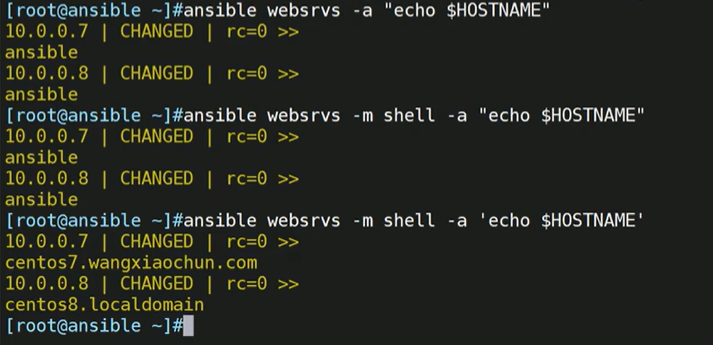 [root@ansible ~]#ansible websrvs -a "echo $HOSTNAME"
10.0.0.7 | CHANGED | rc=0 >>
ansible
10.0.0.8 | CHANGED | rc=0 >>
ansible
[root@ansible ~]#ansible websrvs -m shell -a "echo $HOSTNAME"
10.0.0.7 | CHANGED | rc=0 >>
ansible
10.0.0.8 | CHANGED | rc=0 >>
ansible
[root@ansible ~]#ansible websrvs -m shell -a 'echo $HOSTNAME'
10.0.0.7 | CHANGED | rc=0 >>
centos7.wangxiaochun.com
10.0.0.8 | CHANGED | rc=0 >>
centos8.localdomain
[root@ansible ~]#